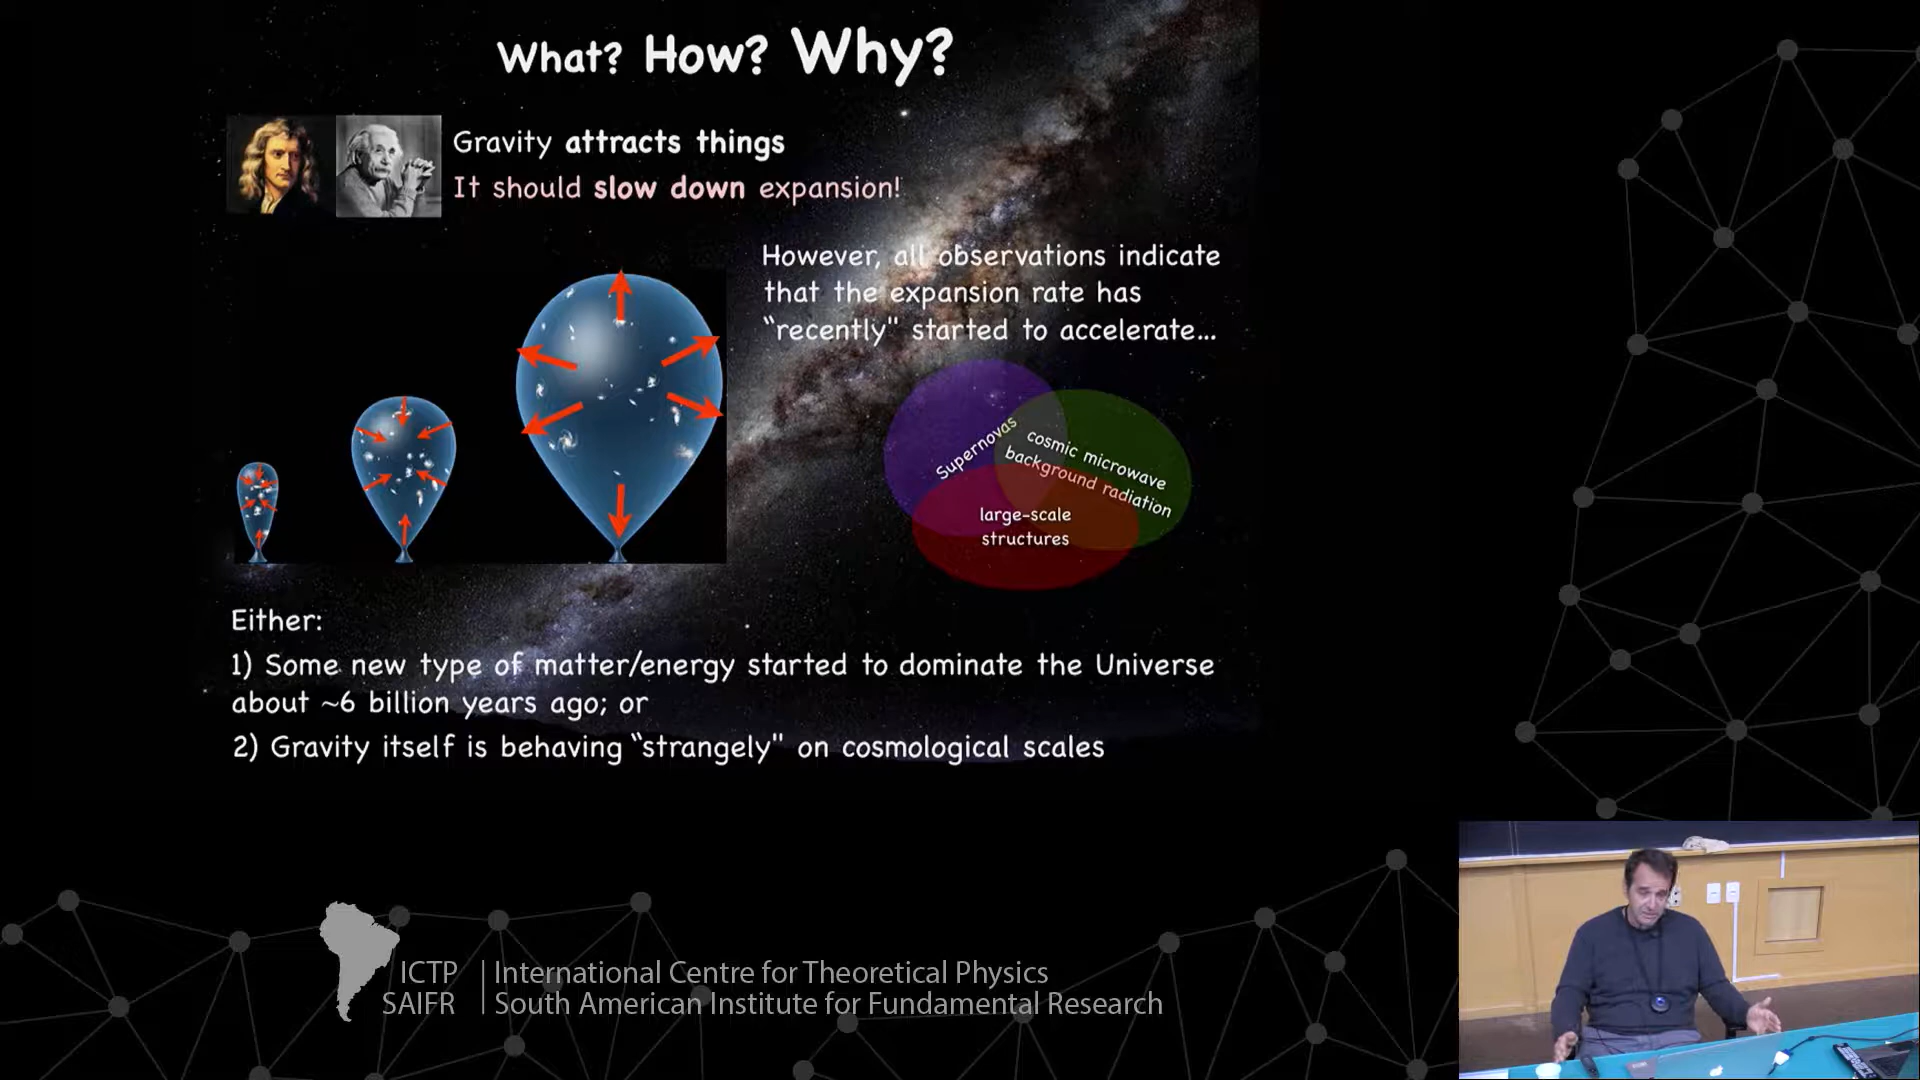 What? How? Why?
Gravity attracts things
It should slow down expansion!
However, all observations indicate
that the expansion rate has
“recently" started to accelerate...
Supernovas
cosmic microwave
background radiation
large-scale
structures
Either:
1) Some new type of matter/energy started to dominate the Universe
about ~6 billion years ago; or
2) Gravity itself is behaving “strangely" on cosmological scales
ICTP | International Centre for Theoretical Physics
SAIFR | South American Institute for Fundamental Research